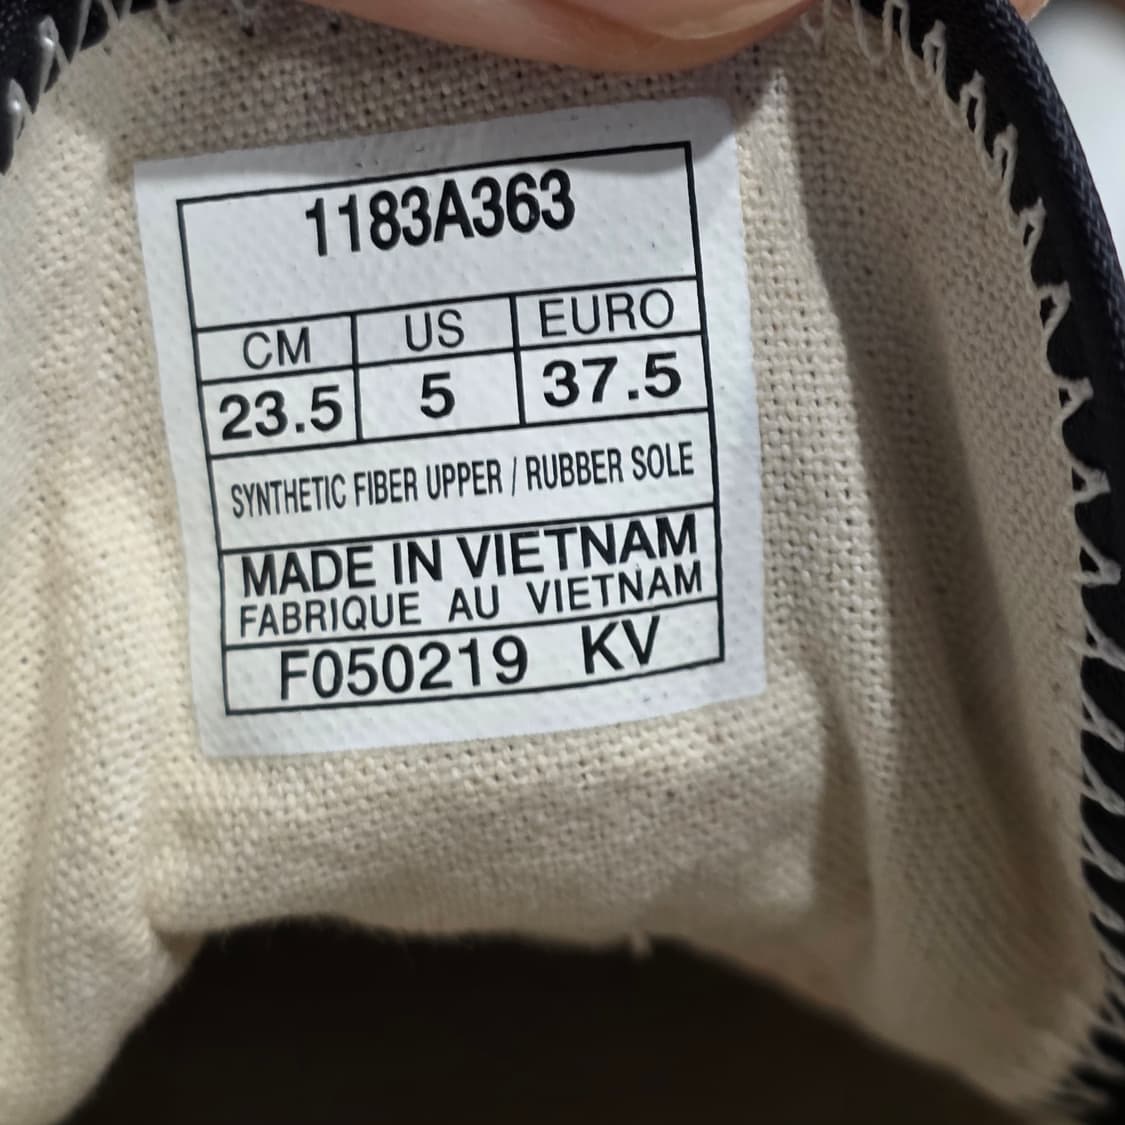 1183A363
CM US EURO
23.5 5 37.5
SYNTHETIC FIBER UPPER / RUBBER SOLE
MADE IN VIETNAM
FABRIQUE AU VIETNAM
F050219 KV